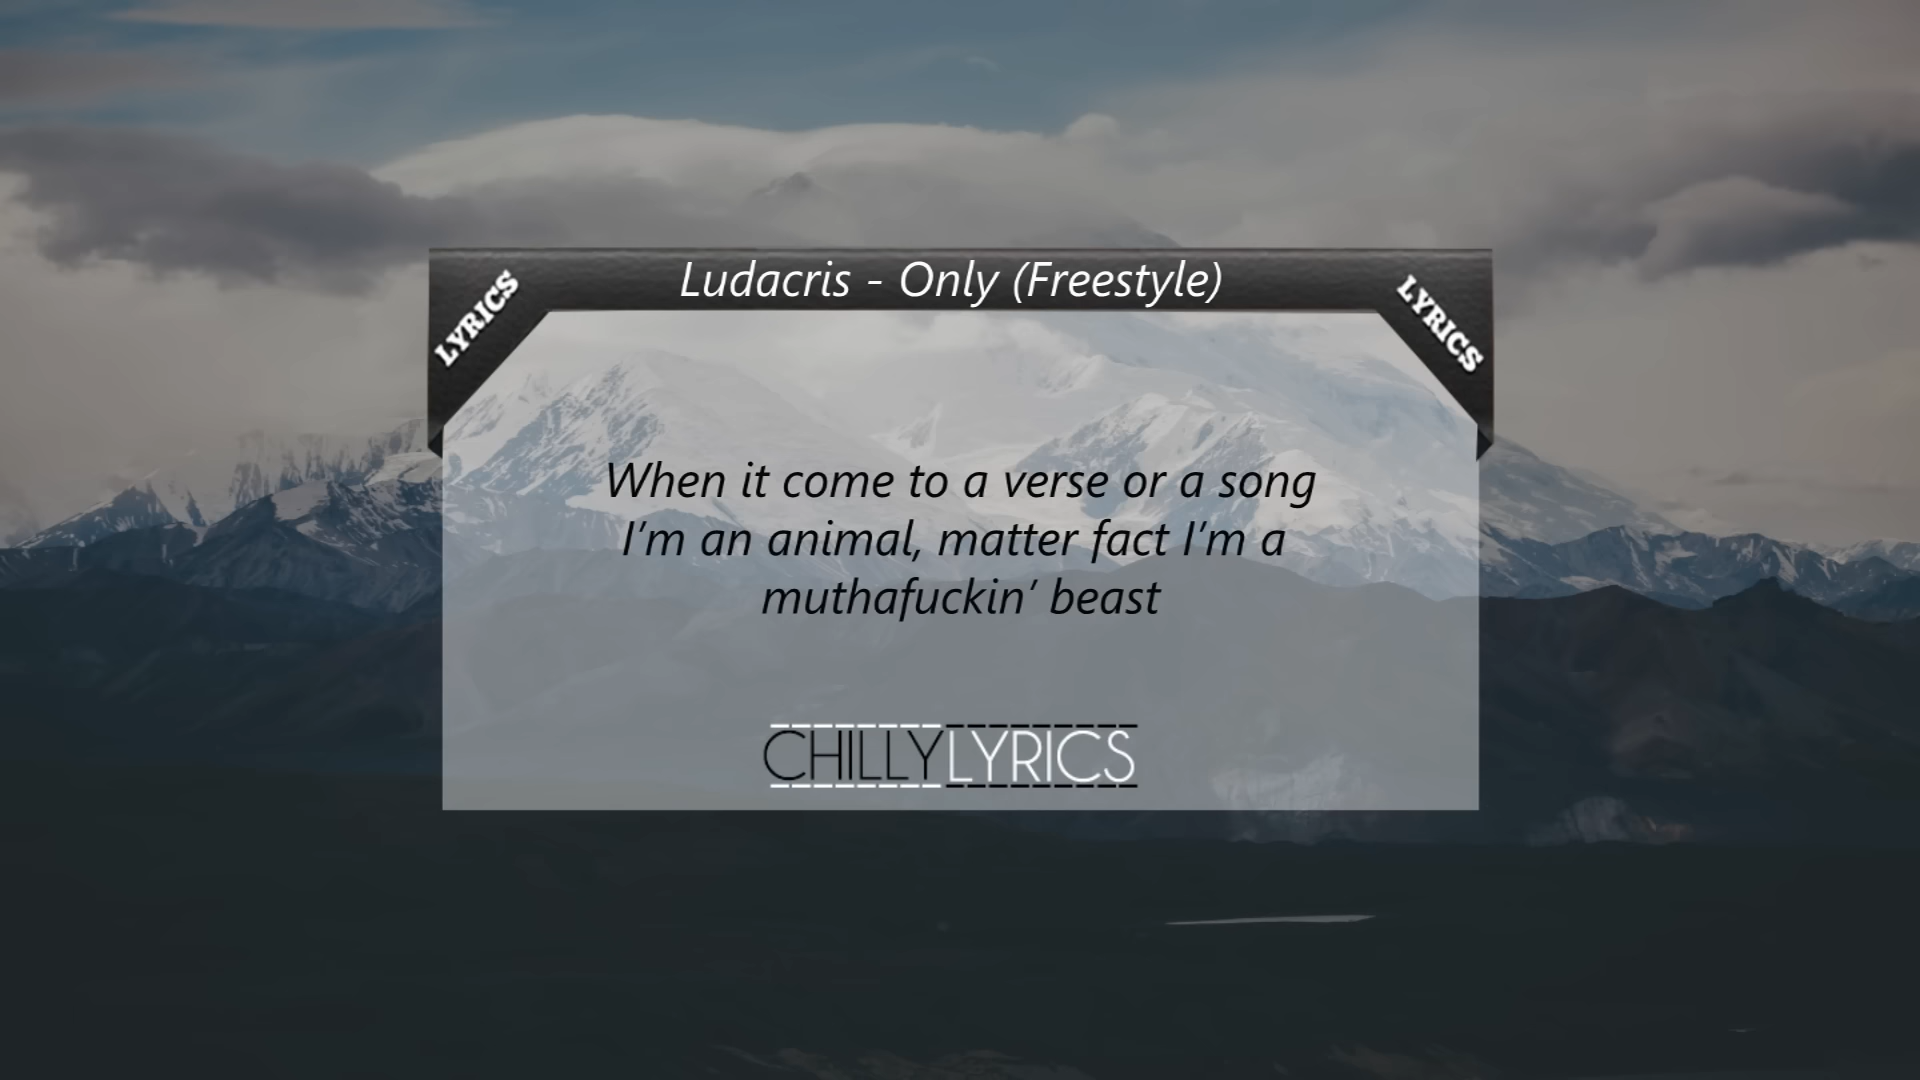 Ludacris - Only (Freestyle)
LYRICS
LYRICS
When it come to a verse or a song
I’m an animal, matter fact I’m a
muthafuckin’ beast
CHILLYLYRICS